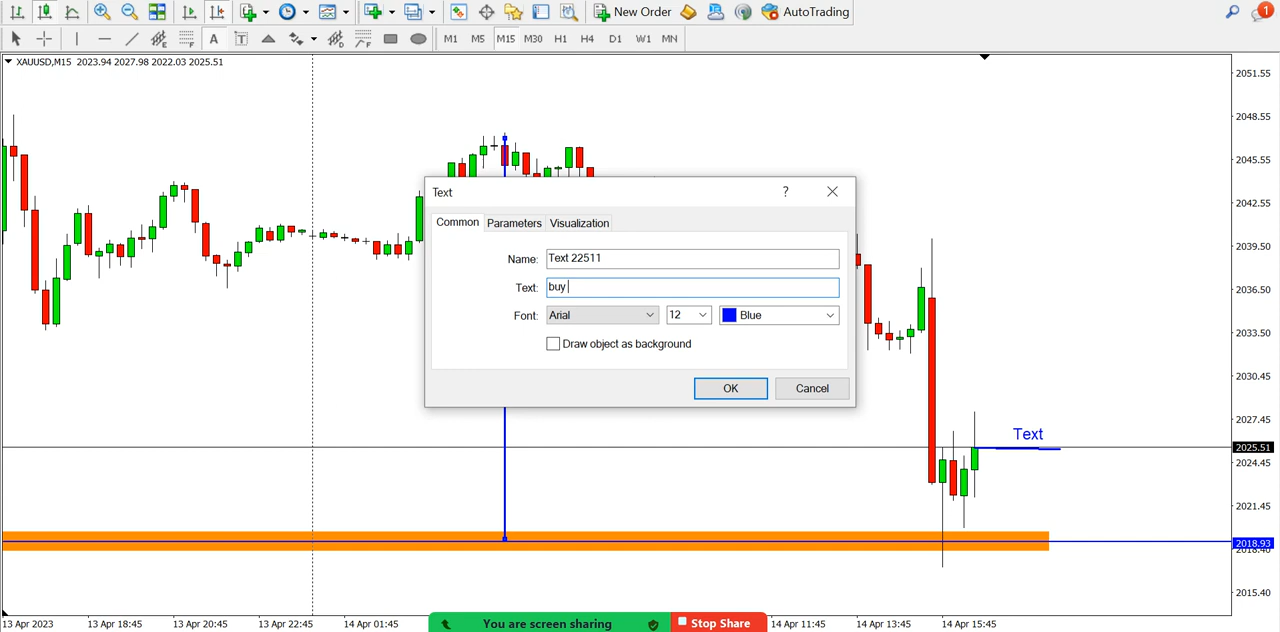 New Order
AutoTrading
1
A
T
E
F
D
F
M1 M5 M15 M30 H1 H4 D1 W1 MN
XAUUSD,M15 2023.94 2027.98 2022.03 2025.51
Text
?
Common Parameters Visualization
Name: Text 22511
Text: buy
Font: Arial 12 Blue
Draw object as background
OK Cancel
Text
2051.55
2048.55
2045.55
2042.55
2039.50
2036.50
2033.50
2030.45
2027.45
2025.51
2024.45
2021.45
2018.93
2018.40
2015.40
13 Apr 2023 13 Apr 18:45 13 Apr 20:45 13 Apr 22:45 14 Apr 01:45 14 Apr 11:45 14 Apr 13:45 14 Apr 15:45
You are screen sharing Stop Share